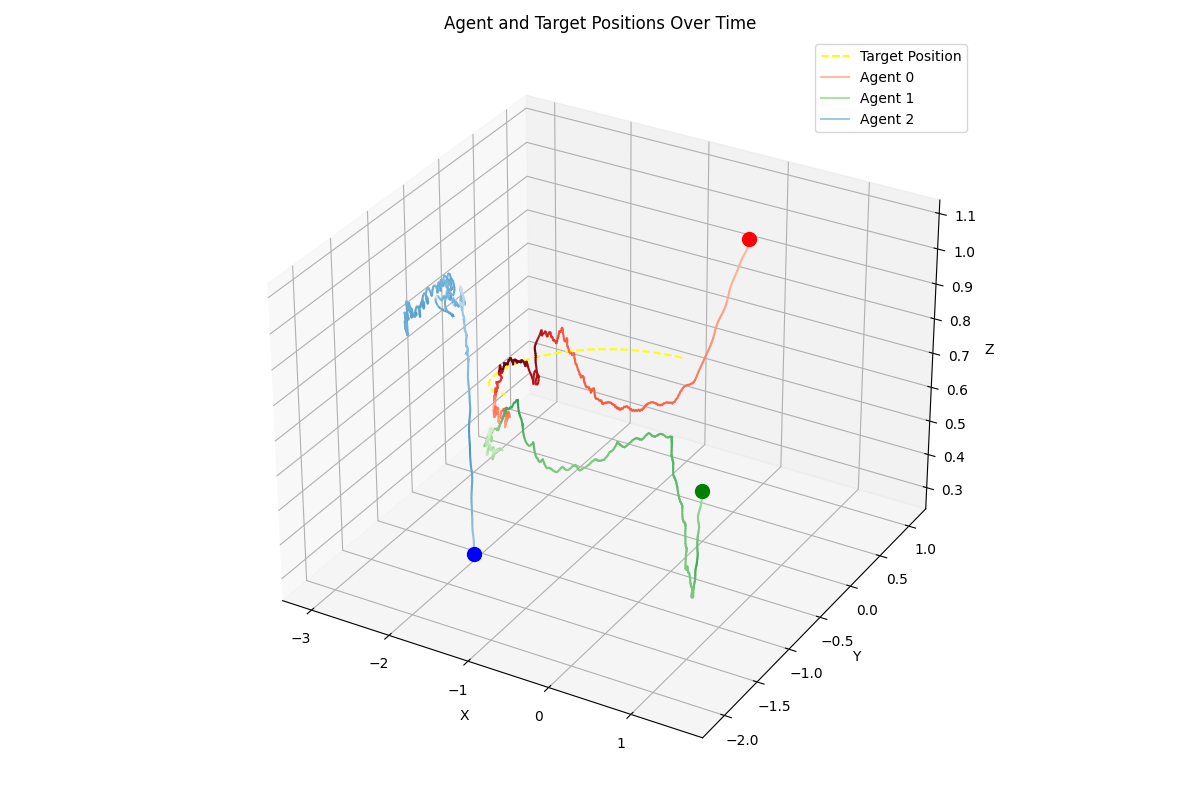 Agent and Target Positions Over Time
Target Position
Agent 0
Agent 1
Agent 2
1.1
1.0
0.9
0.8
0.7
Z
0.6
0.5
0.4
0.3
1.0
0.5
0.0
−0.5
Y
−1.0
−1.5
−2.0
−3
−2
−1
X
0
1